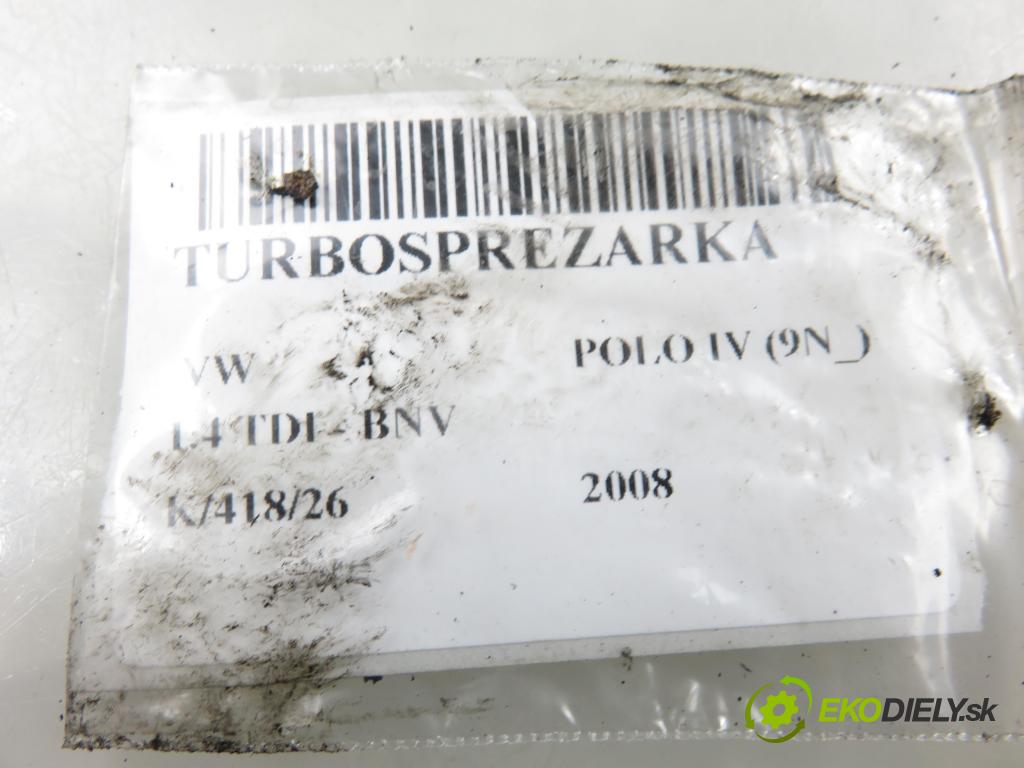 TURBOSPREZARKA
VW POLO IV (9N_)
1.4 TDI - BNV
K/418/26 2008
EKODIELY.sk